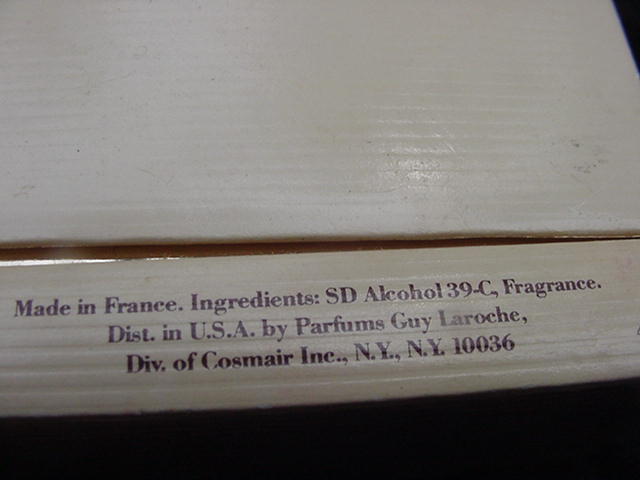 Made in France. Ingredients: SD Alcohol 39-C, Fragrance.
Dist. in U.S.A. by Parfums Guy Laroche,
Div. of Cosmair Inc., N.Y., N.Y. 10036